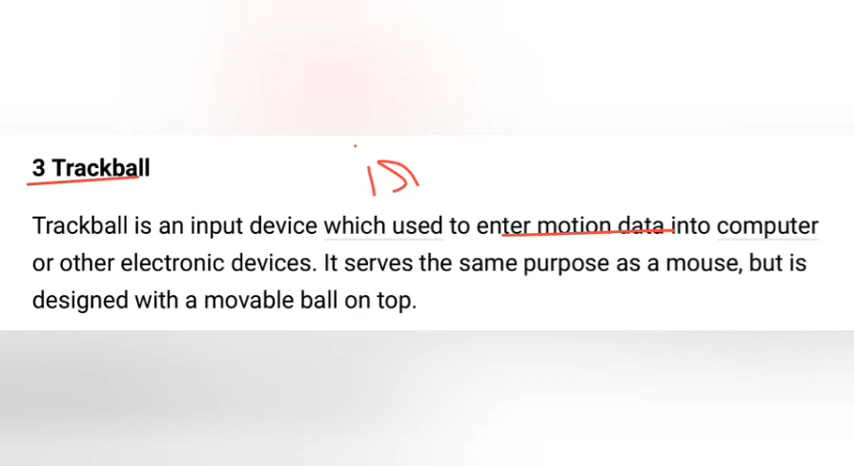 3 Trackball
is
Trackball is an input device which used to enter motion data into computer
or other electronic devices. It serves the same purpose as a mouse, but is
designed with a movable ball on top.